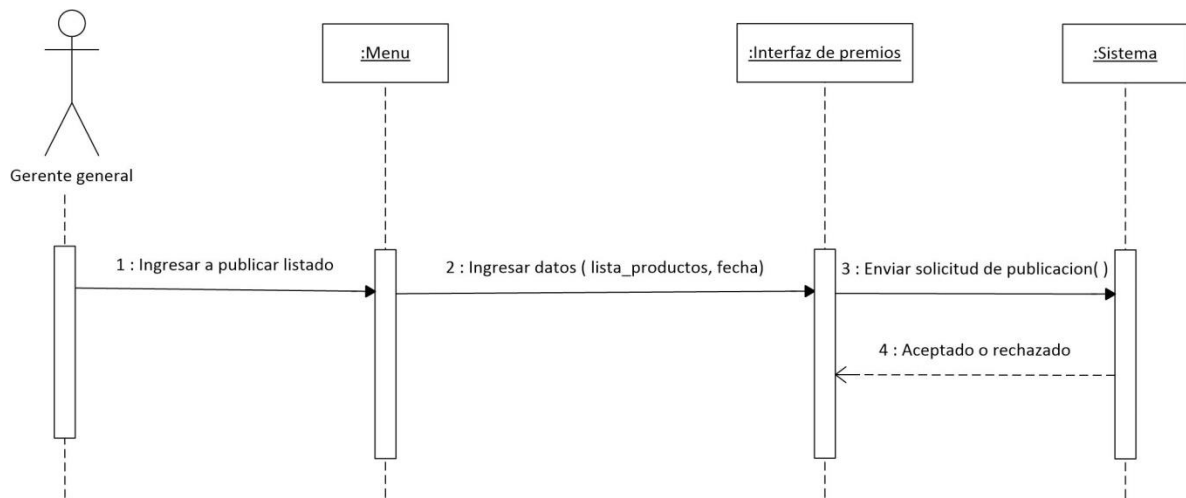 :Menu
:Interfaz de premios
:Sistema
Gerente general
1 : Ingresar a publicar listado
2 : Ingresar datos ( lista_productos, fecha)
3 : Enviar solicitud de publicacion( )
4 : Aceptado o rechazado